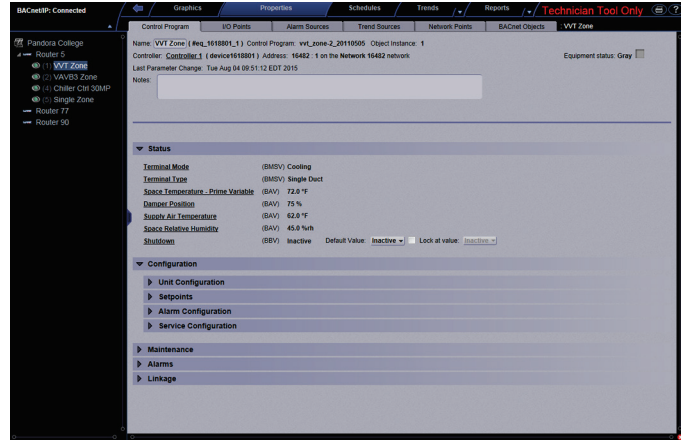 BACnet/IP: Connected
Graphics Properties Schedules Trends Reports Technician Tool Only
Control Program I/O Points Alarm Sources Trend Sources Network Points BACnet Objects : VVT Zone
Pandora College
Router 5
(1) VVT Zone
(2) VAVB3 Zone
(4) Chiller Ctrl 30MP
(5) Single Zone
Router 77
Router 90
Name: VVT Zone ( #eq_1618801_1 ) Control Program: vvt_zone-2_20110505 Object Instance: 1
Controller: Controller 1 ( device1618801 ) Address: 16482 : 1 on the Network 16482 network Equipment status: Gray
Last Parameter Change: Tue Aug 04 09:51:12 EDT 2015
Notes:
Status
Terminal Mode (BMSV) Cooling
Terminal Type (BMSV) Single Duct
Space Temperature - Prime Variable (BAV) 72.0 °F
Damper Position (BAV) 75 %
Supply Air Temperature (BAV) 62.0 °F
Space Relative Humidity (BAV) 45.0 %rh
Shutdown (BBV) Inactive Default Value: Inactive Lock at value: Inactive
Configuration
Unit Configuration
Setpoints
Alarm Configuration
Service Configuration
Maintenance
Alarms
Linkage